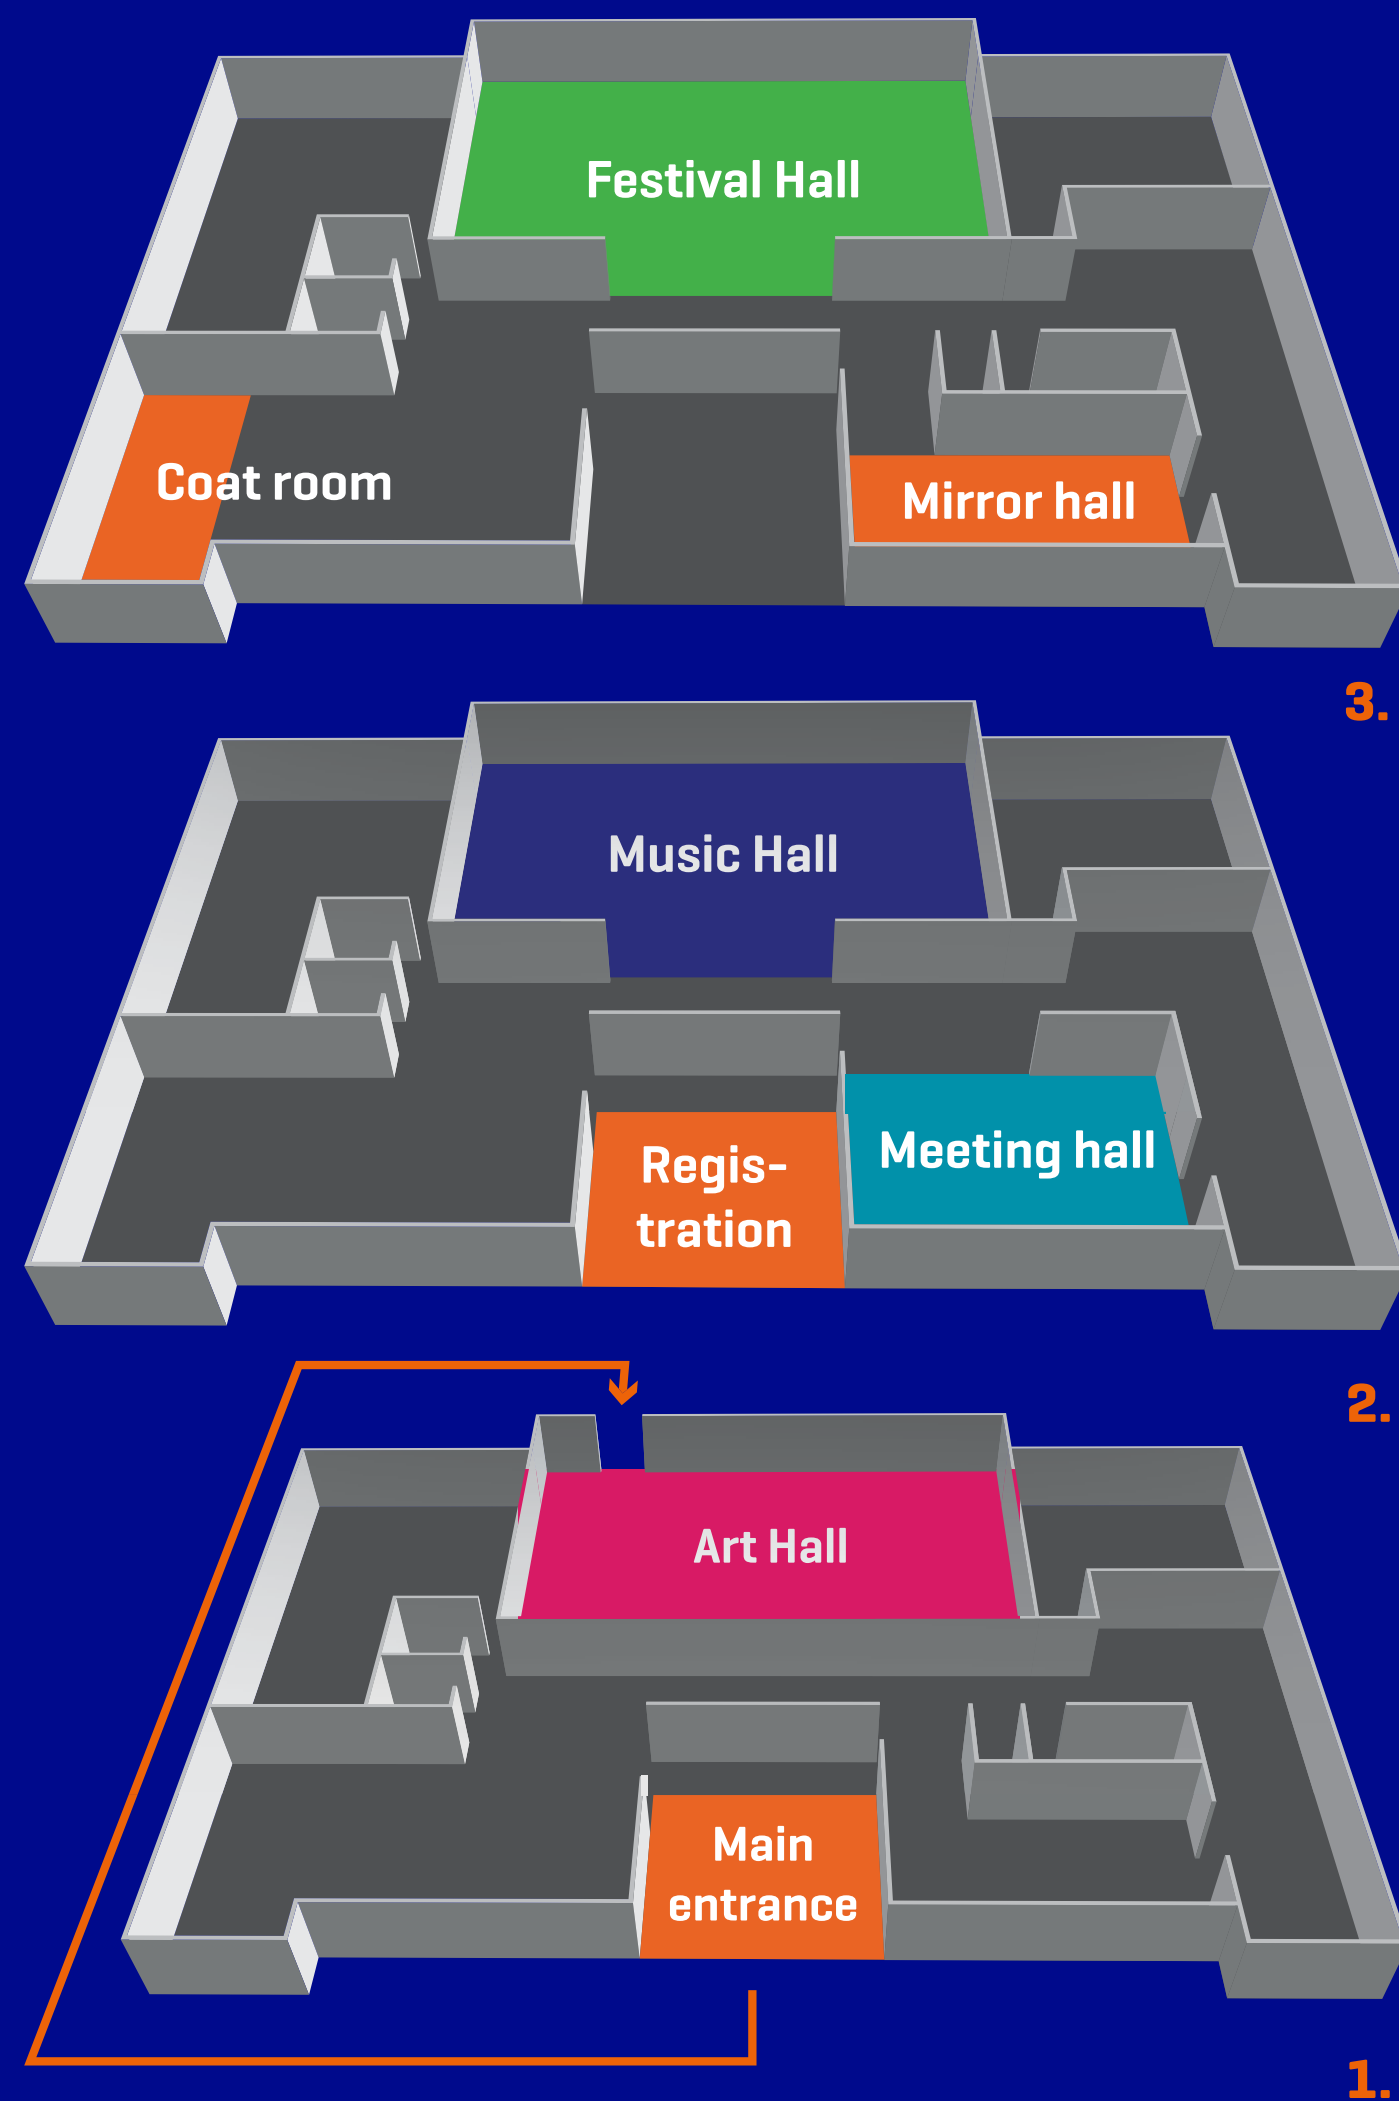 Festival Hall
Coat room
Mirror hall
3.
Music Hall
Meeting hall
Regis-
tration
2.
Art Hall
Main
entrance
1.